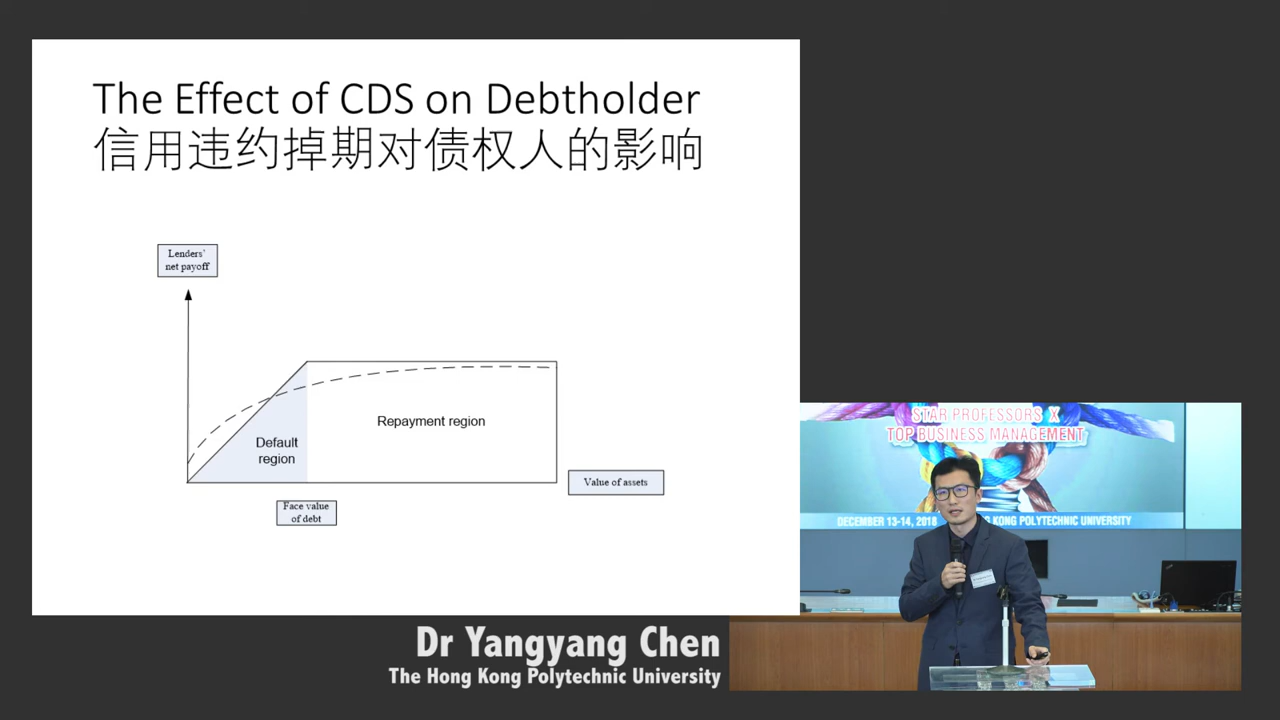 The Effect of CDS on Debtholder
信用违约掉期对债权人的影响
Lenders'
net payoff
Default
region
Repayment region
Value of assets
Face value
of debt
STAR PROFESSORS X
TOP BUSINESS MANAGEMENT
DECEMBER 13-14, 2018
KONG POLYTECHNIC UNIVERSITY
Dr Yangyang Chen
The Hong Kong Polytechnic University